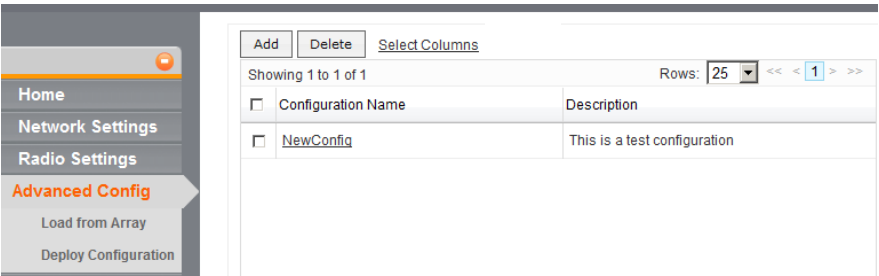 Add Delete Select Columns
Showing 1 to 1 of 1 Rows: 25 << < 1 > >>
Configuration Name Description
NewConfig This is a test configuration
Home
Network Settings
Radio Settings
Advanced Config
Load from Array
Deploy Configuration